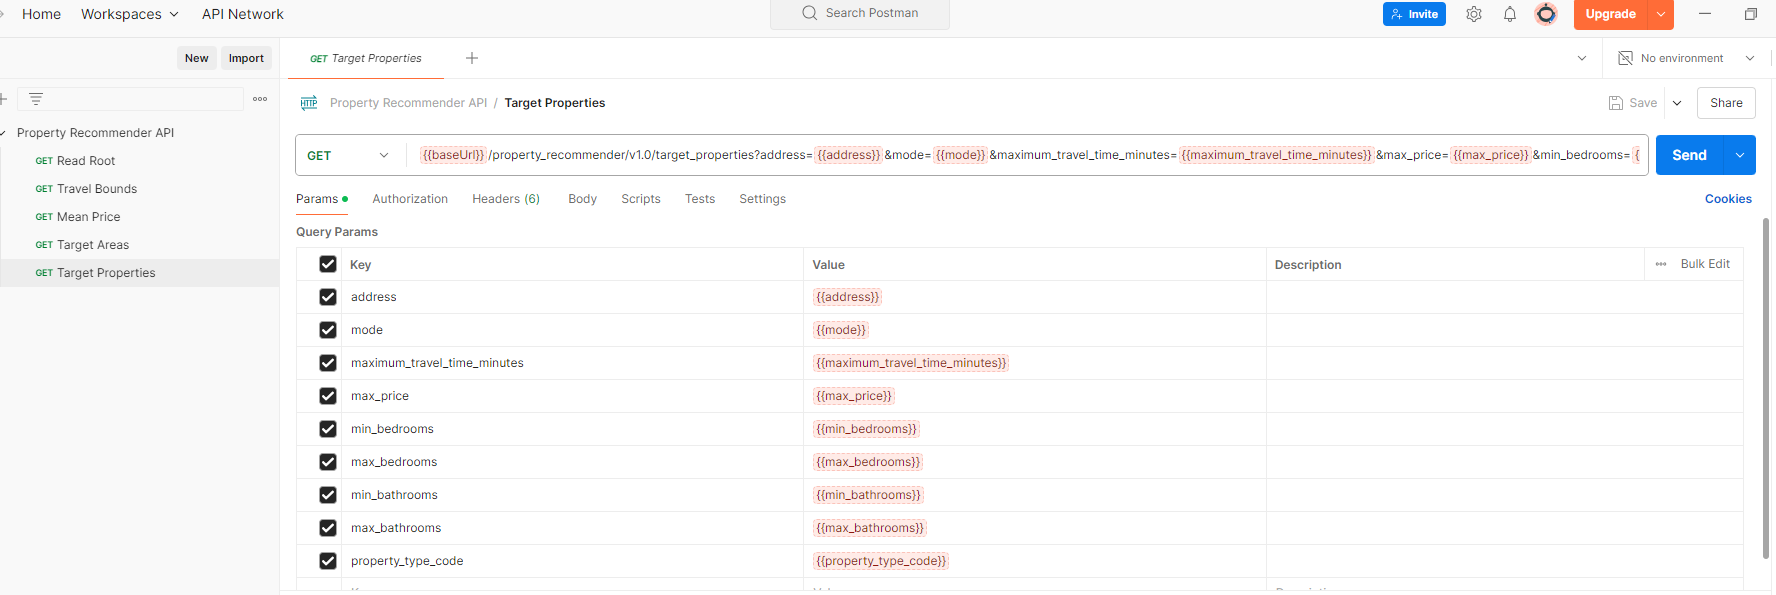 Home Workspaces API Network Search Postman Invite Upgrade
New Import GET Target Properties No environment
Property Recommender API / Target Properties Save Share
Property Recommender API
GET Read Root
GET Travel Bounds
GET Mean Price
GET Target Areas
GET Target Properties
GET {{baseUrl}}/property_recommender/v1.0/target_properties?address={{address}}&mode={{mode}}&maximum_travel_time_minutes={{maximum_travel_time_minutes}}&max_price={{max_price}}&min_bedrooms={ Send
Params Authorization Headers (6) Body Scripts Tests Settings Cookies
Query Params
Key Value Description Bulk Edit
address {{address}}
mode {{mode}}
maximum_travel_time_minutes {{maximum_travel_time_minutes}}
max_price {{max_price}}
min_bedrooms {{min_bedrooms}}
max_bedrooms {{max_bedrooms}}
min_bathrooms {{min_bathrooms}}
max_bathrooms {{max_bathrooms}}
property_type_code {{property_type_code}}